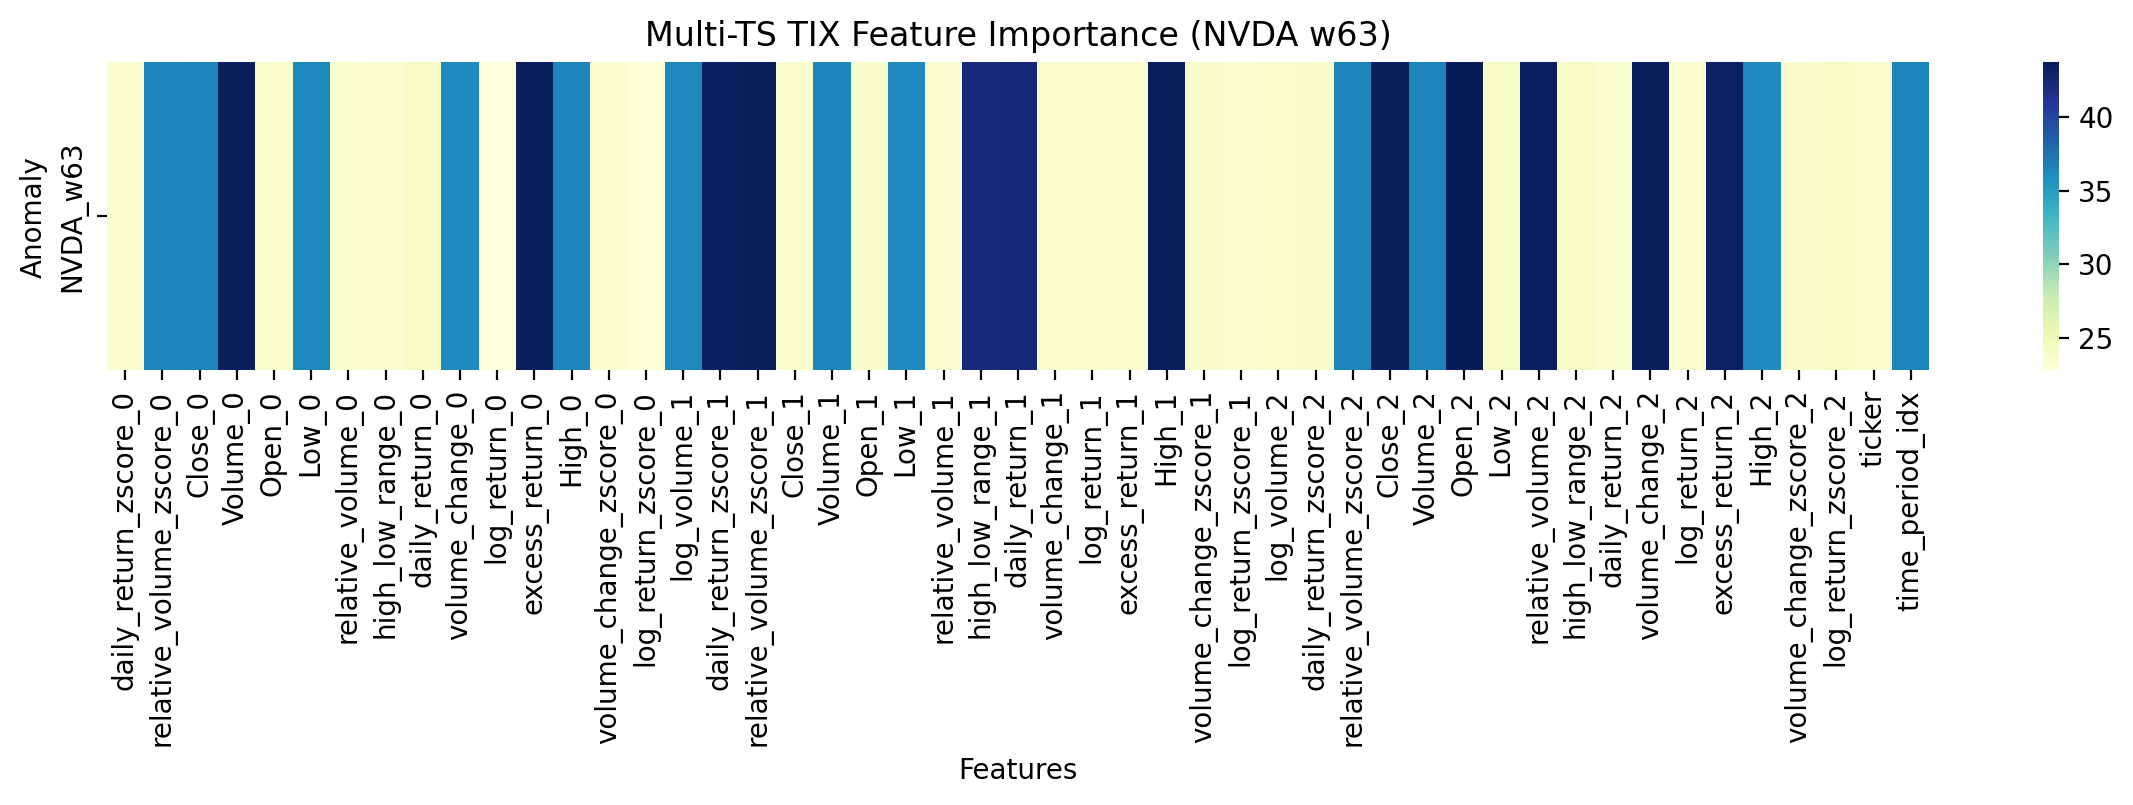 Multi-TS TIX Feature Importance (NVDA w63)
Anomaly
NVDA_w63
40
35
30
25
daily_return_zscore_0
relative_volume_zscore_0
Close_0
Volume_0
Open_0
Low_0
relative_volume_0
high_low_range_0
daily_return_0
volume_change_0
log_return_0
excess_return_0
High_0
volume_change_zscore_0
log_return_zscore_0
log_volume_1
daily_return_zscore_1
relative_volume_zscore_1
Close_1
Volume_1
Open_1
Low_1
relative_volume_1
high_low_range_1
daily_return_1
volume_change_1
log_return_1
excess_return_1
High_1
volume_change_zscore_1
log_return_zscore_1
log_volume_2
daily_return_zscore_2
relative_volume_zscore_2
Close_2
Volume_2
Open_2
Low_2
relative_volume_2
high_low_range_2
daily_return_2
volume_change_2
log_return_2
excess_return_2
High_2
volume_change_zscore_2
log_return_zscore_2
ticker
time_period_idx
Features